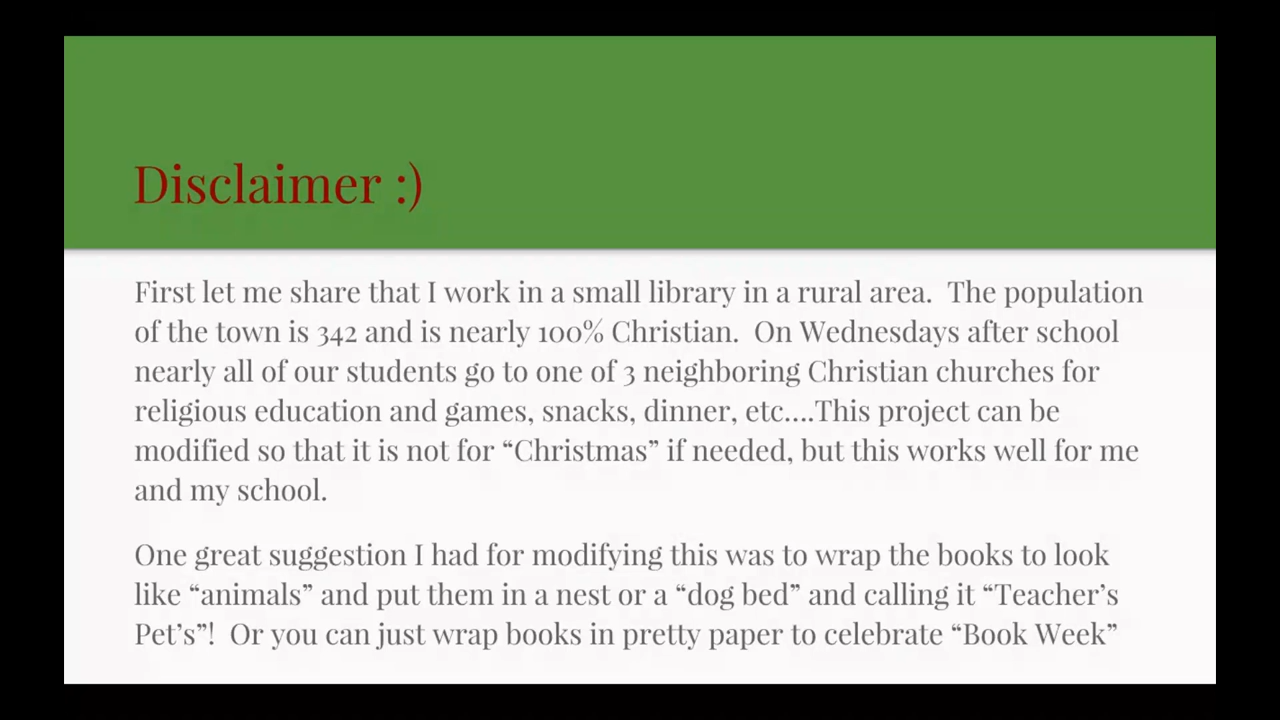 Disclaimer :)
First let me share that I work in a small library in a rural area.  The population
of the town is 342 and is nearly 100% Christian.  On Wednesdays after school
nearly all of our students go to one of 3 neighboring Christian churches for
religious education and games, snacks, dinner, etc....This project can be
modified so that it is not for “Christmas” if needed, but this works well for me
and my school.
One great suggestion I had for modifying this was to wrap the books to look
like “animals” and put them in a nest or a “dog bed” and calling it “Teacher’s
Pet’s”!  Or you can just wrap books in pretty paper to celebrate “Book Week”